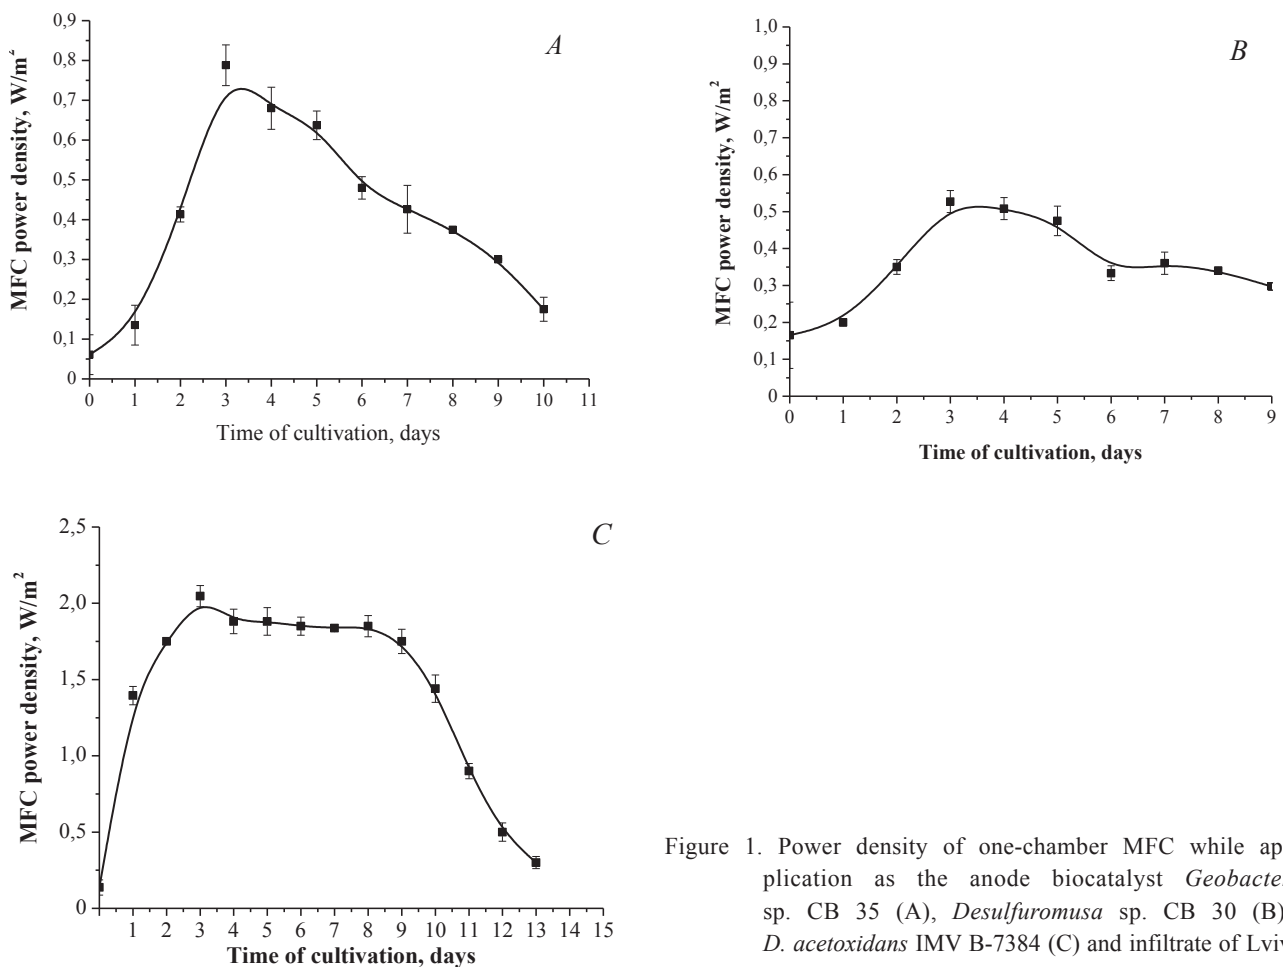 A
MFC power density, W/m²
0,9
0,8
0,7
0,6
0,5
0,4
0,3
0,2
0,1
0
0 1 2 3 4 5 6 7 8 9 10 11
Time of cultivation, days
B
MFC power density, W/m²
1,0
0,9
0,8
0,7
0,6
0,5
0,4
0,3
0,2
0,1
0
0 1 2 3 4 5 6 7 8 9
Time of cultivation, days
C
MFC power density, W/m²
2,5
2,0
1,5
1,0
0,5
0
1 2 3 4 5 6 7 8 9 10 11 12 13 14 15
Time of cultivation, days
Figure 1. Power density of one-chamber MFC while ap
plication as the anode biocatalyst Geobacte
sp. CB 35 (A), Desulfuromusa sp. CB 30 (B)
D. acetoxidans IMV B-7384 (C) and infiltrate of Lviv